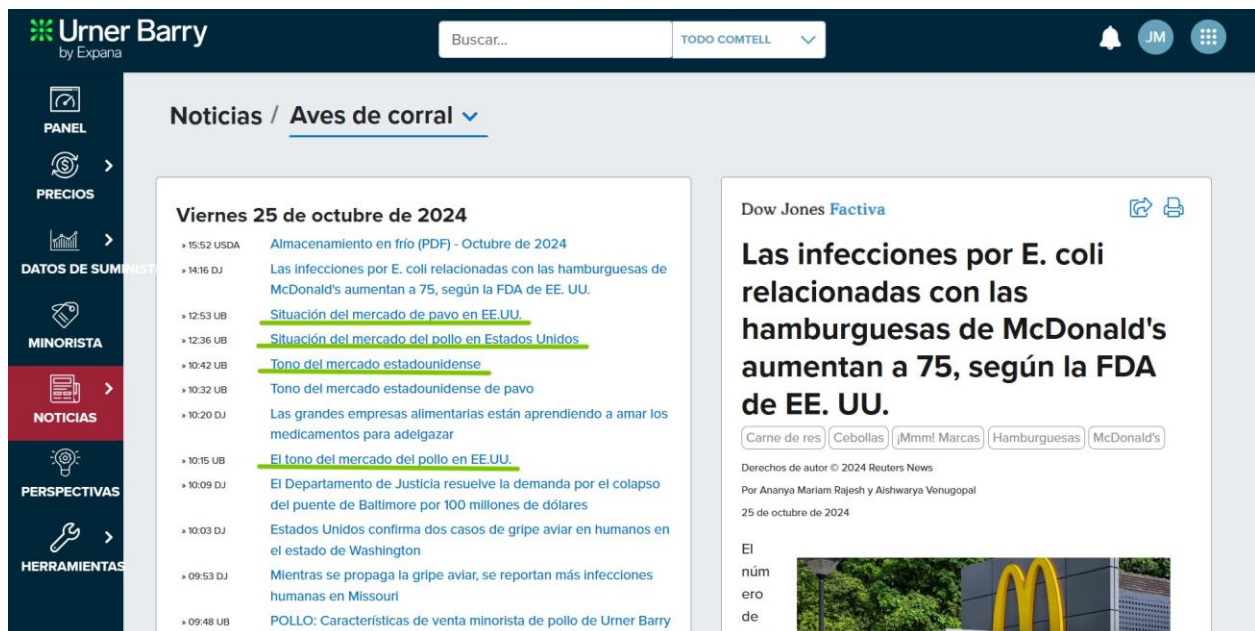 Urner Barry
by Expana
Buscar...
TODO COMTELL
JM
PANEL
PRECIOS
DATOS DE SUMINIST
MINORISTA
NOTICIAS
PERSPECTIVAS
HERRAMIENTAS
Noticias / Aves de corral
Viernes 25 de octubre de 2024
» 15:52 USDA Almacenamiento en frío (PDF) - Octubre de 2024
» 14:16 DJ Las infecciones por E. coli relacionadas con las hamburguesas de
McDonald's aumentan a 75, según la FDA de EE. UU.
» 12:53 UB Situación del mercado de pavo en EE.UU.
» 12:36 UB Situación del mercado del pollo en Estados Unidos
» 10:42 UB Tono del mercado estadounidense
» 10:32 UB Tono del mercado estadounidense de pavo
» 10:20 DJ Las grandes empresas alimentarias están aprendiendo a amar los
medicamentos para adelgazar
» 10:15 UB El tono del mercado del pollo en EE.UU.
» 10:09 DJ El Departamento de Justicia resuelve la demanda por el colapso
del puente de Baltimore por 100 millones de dólares
» 10:03 DJ Estados Unidos confirma dos casos de gripe aviar en humanos en
el estado de Washington
» 09:53 DJ Mientras se propaga la gripe aviar, se reportan más infecciones
humanas en Missouri
» 09:48 UB POLLO: Características de venta minorista de pollo de Urner Barry
Dow Jones Factiva
Las infecciones por E. coli
relacionadas con las
hamburguesas de McDonald's
aumentan a 75, según la FDA
de EE. UU.
Carne de res Cebollas ¡Mmm! Marcas Hamburguesas McDonald's
Derechos de autor © 2024 Reuters News
Por Ananya Mariam Rajesh y Aishwarya Venugopal
25 de octubre de 2024
El
núm
ero
de